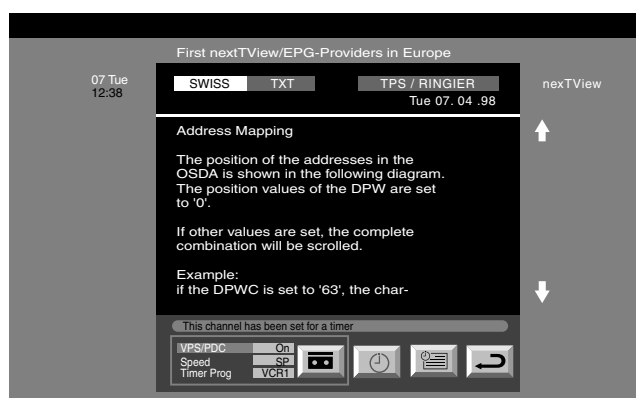 First nextTView/EPG-Providers in Europe
07 Tue
12:38
SWISS TXT TPS / RINGIER
Tue 07. 04 .98
nexTView
Address Mapping
The position of the addresses in the
OSDA is shown in the following diagram.
The position values of the DPW are set
to '0'.
If other values are set, the complete
combination will be scrolled.
Example:
if the DPWC is set to '63', the char-
This channel has been set for a timer
VPS/PDC On
Speed SP
Timer Prog VCR1